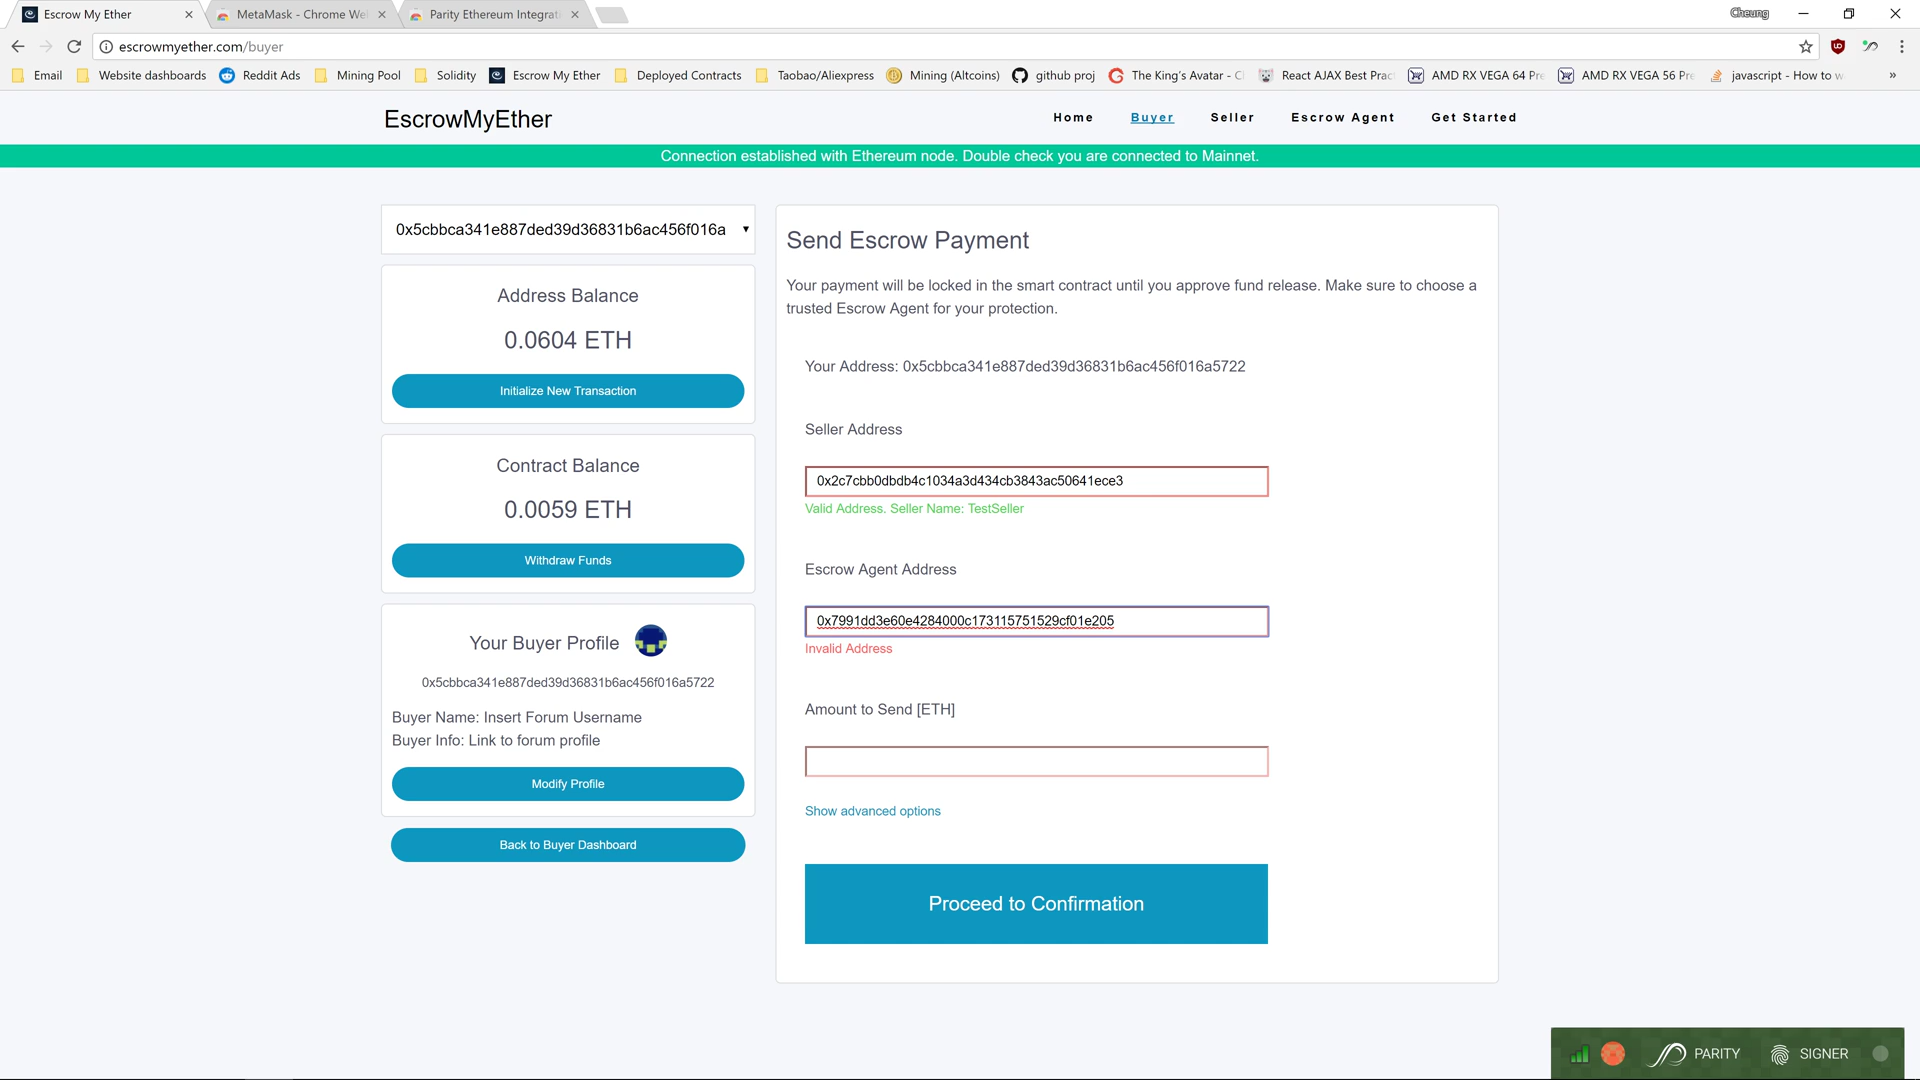 Escrow My Ether
MetaMask - Chrome We
Parity Ethereum Integrat
Cheung
escrowmyether.com/buyer
Email
Website dashboards
Reddit Ads
Mining Pool
Solidity
Escrow My Ether
Deployed Contracts
Taobao/Aliexpress
Mining (Altcoins)
github proj
The King's Avatar - C
React AJAX Best Prac
AMD RX VEGA 64 Pre
AMD RX VEGA 56 Pre
javascript - How to w
»
EscrowMyEther
Home
Buyer
Seller
Escrow Agent
Get Started
Connection established with Ethereum node. Double check you are connected to Mainnet.
0x5cbbca341e887ded39d36831b6ac456f016a
Address Balance
0.0604 ETH
Initialize New Transaction
Contract Balance
0.0059 ETH
Withdraw Funds
Your Buyer Profile
0x5cbbca341e887ded39d36831b6ac456f016a5722
Buyer Name: Insert Forum Username
Buyer Info: Link to forum profile
Modify Profile
Back to Buyer Dashboard
Send Escrow Payment
Your payment will be locked in the smart contract until you approve fund release. Make sure to choose a
trusted Escrow Agent for your protection.
Your Address: 0x5cbbca341e887ded39d36831b6ac456f016a5722
Seller Address
0x2c7cbb0dbdb4c1034a3d434cb3843ac50641ece3
Valid Address. Seller Name: TestSeller
Escrow Agent Address
0x7991dd3e60e4284000c173115751529cf01e205
Invalid Address
Amount to Send [ETH]
Show advanced options
Proceed to Confirmation
PARITY
SIGNER